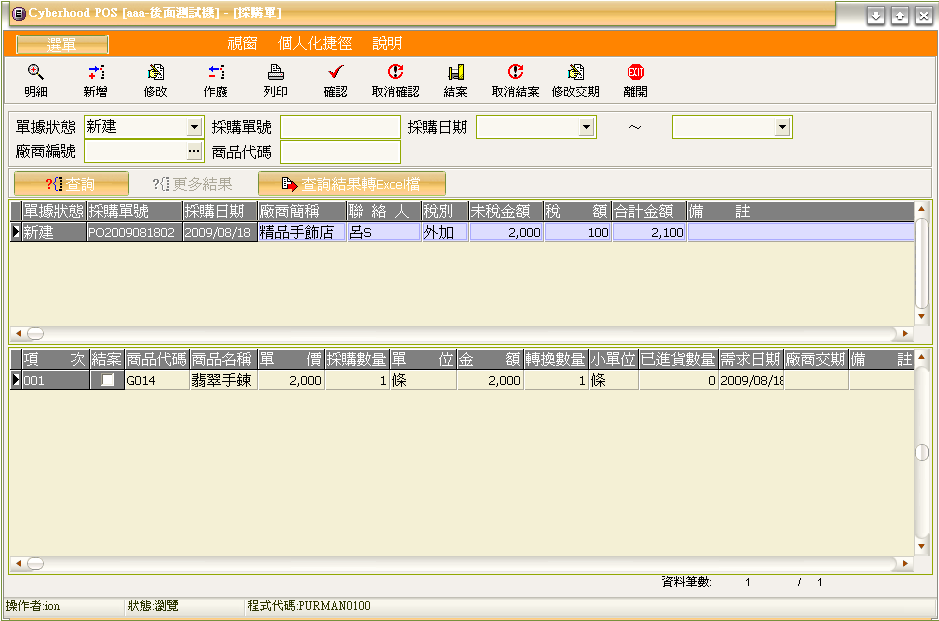 Cyberhood POS [aaa-後面測試機] - [採購單]
選單 視窗 個人化捷徑 說明
明細 新增 修改 作廢 列印 確認 取消確認 結案 取消結案 修改交期 離開
單據狀態 新建 採購單號 採購日期 ～
廠商編號 ... 商品代碼
?{} 查詢 ?{} 更多結果 查詢結果轉Excel檔
單據狀態 採購單號 採購日期 廠商簡稱 聯 絡 人 稅別 未稅金額 稅 額 合計金額 備 註
新建 PO2009081802 2009/08/18 精品手飾店 呂S 外加 2,000 100 2,100
項 次 結案 商品代碼 商品名稱 單 價 採購數量 單 位 金 額 轉換數量 小單位 已進貨數量 需求日期 廠商交期 備 註
001 G014 翡翠手鍊 2,000 1 條 2,000 1 條 0 2009/08/18
資料筆數: 1 / 1
操作者:ion 狀態:瀏覽 程式代碼:PURMAN0100